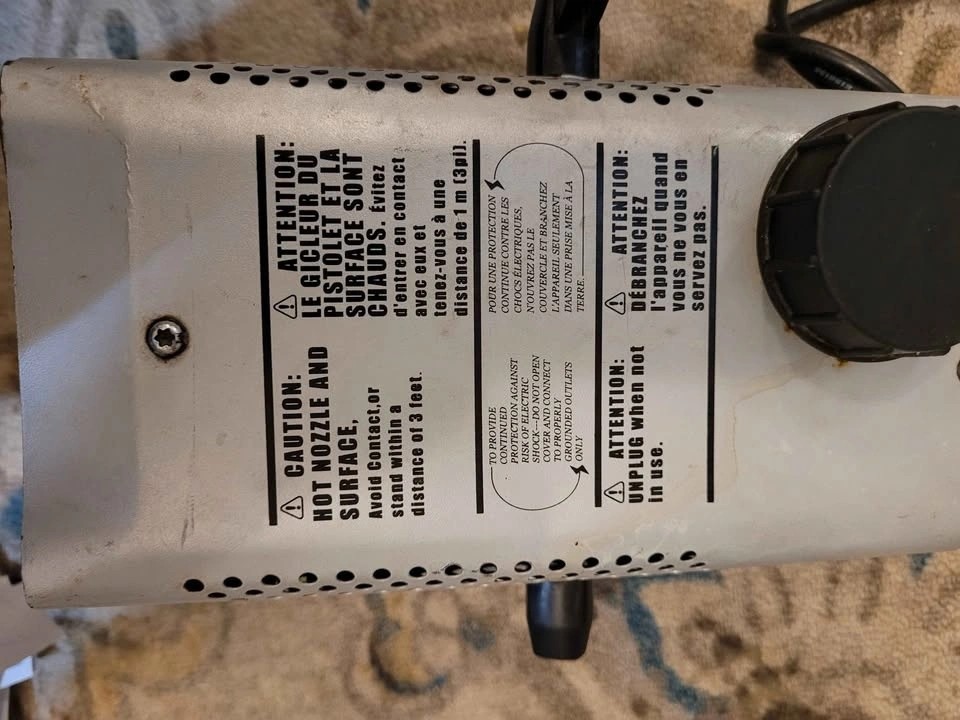 ⚠ CAUTION:
HOT NOZZLE AND
SURFACE,
Avoid Contact,or
stand within a
distance of 3 feet.
⚠ ATTENTION:
LE GICLEUR DU
PISTOLET ET LA
SURFACE SONT
CHAUDS. Évitez
d'entrer en contact
avec eux et
tenez-vous à une
distance de 1 m (3pi).
TO PROVIDE
CONTINUED
PROTECTION AGAINST
RISK OF ELECTRIC
SHOCK---DO NOT OPEN
COVER AND CONNECT
TO PROPERLY
GROUNDED OUTLETS
ONLY
POUR UNE PROTECTION
CONTINUE CONTRE LES
CHOCS ÉLECTRIQUES,
N'OUVREZ PAS LE
COUVERCLE ET BRANCHEZ
L'APPAREIL SEULEMENT
DANS UNE PRISE MISE À LA
TERRE.
⚠ ATTENTION:
UNPLUG when not
in use.
⚠ ATTENTION:
DÉBRANCHEZ
l'appareil quand
vous ne vous en
servez pas.